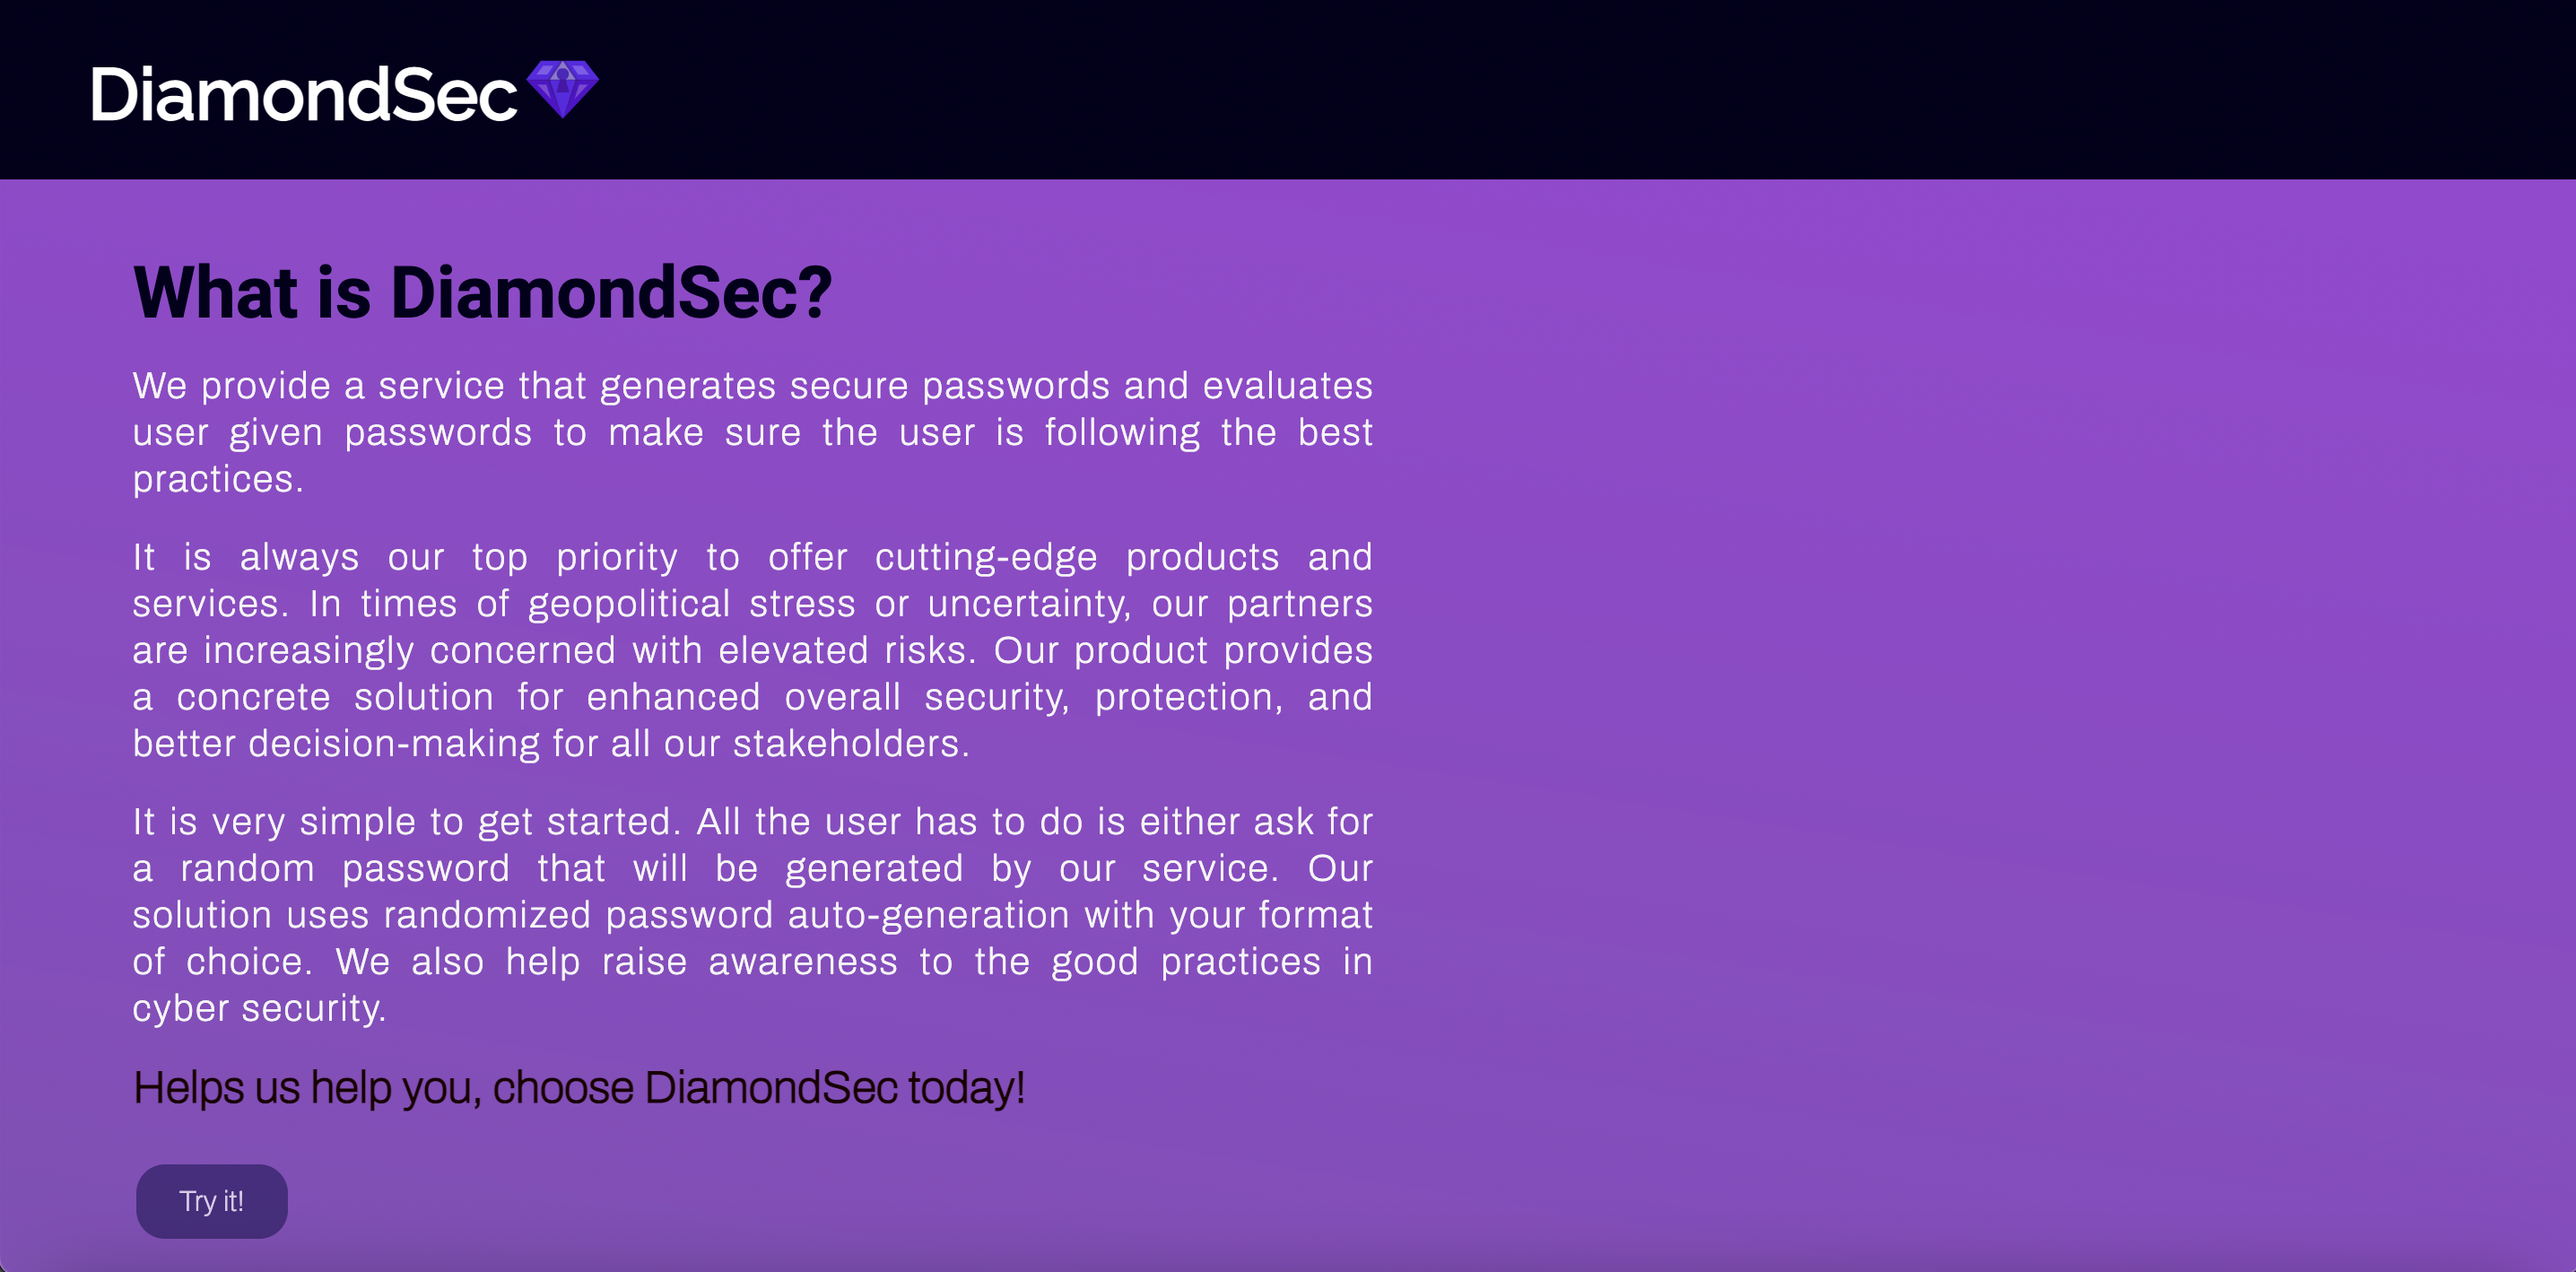 DiamondSec
What is DiamondSec?
We provide a service that generates secure passwords and evaluates
user given passwords to make sure the user is following the best
practices.
It is always our top priority to offer cutting-edge products and
services. In times of geopolitical stress or uncertainty, our partners
are increasingly concerned with elevated risks. Our product provides
a concrete solution for enhanced overall security, protection, and
better decision-making for all our stakeholders.
It is very simple to get started. All the user has to do is either ask for
a random password that will be generated by our service. Our
solution uses randomized password auto-generation with your format
of choice. We also help raise awareness to the good practices in
cyber security.
Helps us help you, choose DiamondSec today!
Try it!